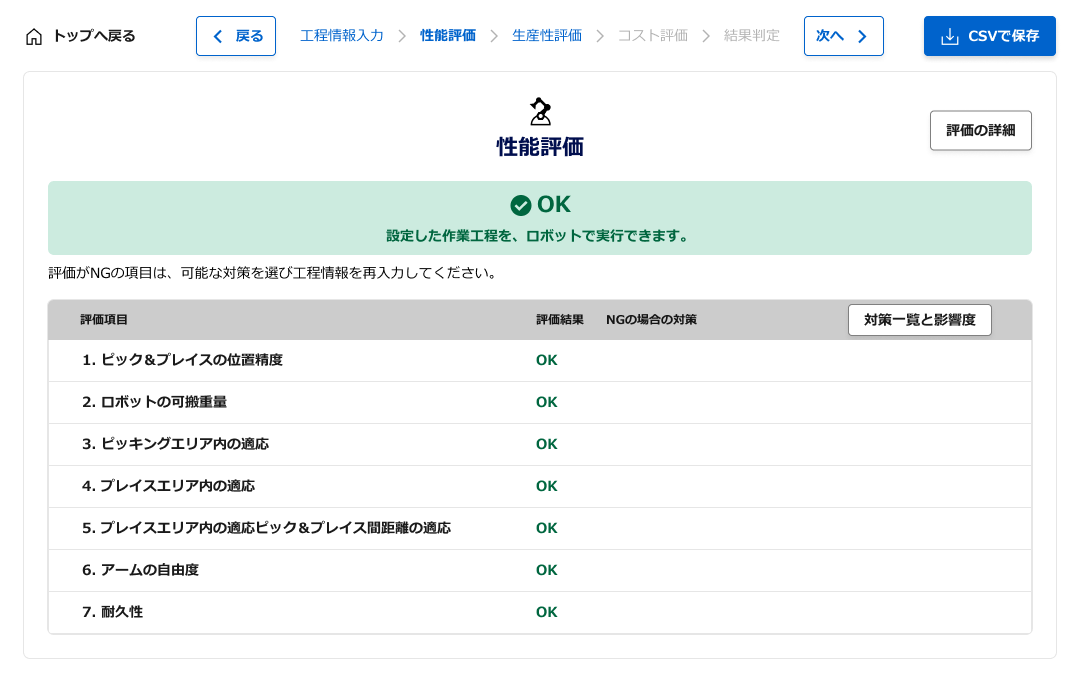 トップへ戻る
戻る
工程情報入力
性能評価
生産性評価
コスト評価
結果判定
次へ
CSVで保存
性能評価
評価の詳細
OK
設定した作業工程を、ロボットで実行できます。
評価がNGの項目は、可能な対策を選び工程情報を再入力してください。
評価項目 評価結果 NGの場合の対策 対策一覧と影響度
1. ピック&プレイスの位置精度 OK
2. ロボットの可搬重量 OK
3. ピッキングエリア内の適応 OK
4. プレイスエリア内の適応 OK
5. プレイスエリア内の適応ピック&プレイス間距離の適応 OK
6. アームの自由度 OK
7. 耐久性 OK